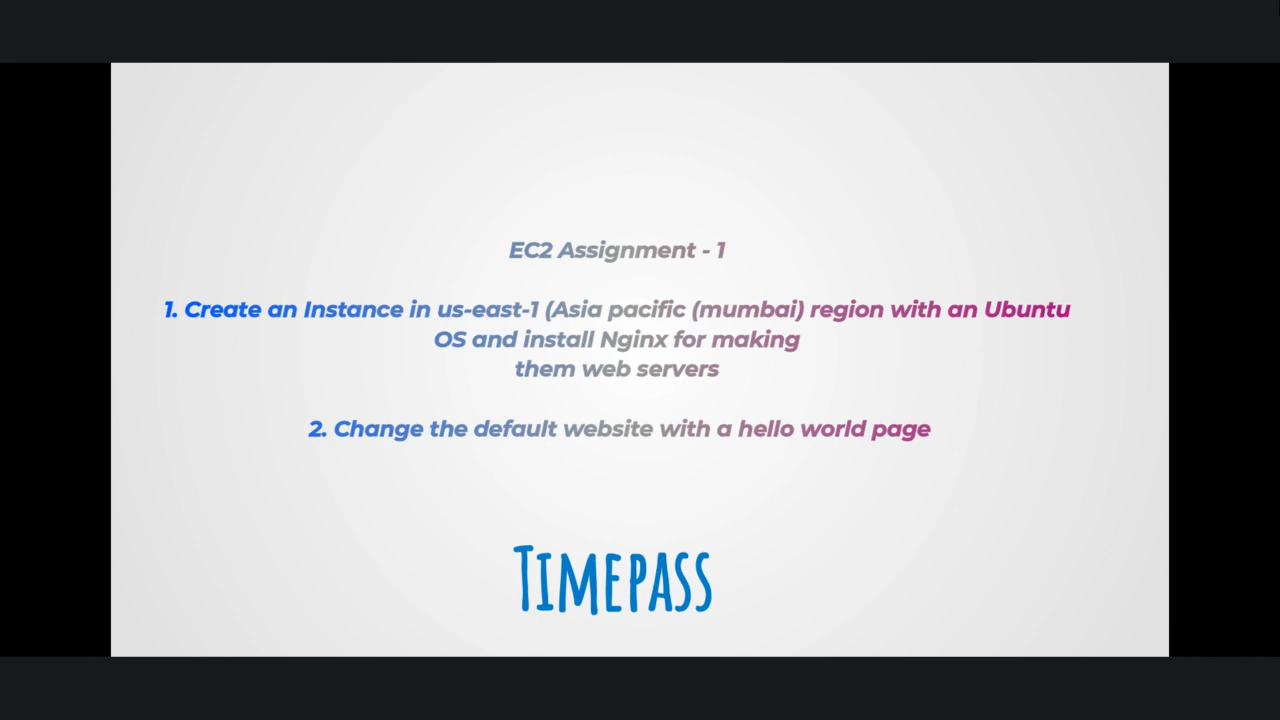 EC2 Assignment - 1
1. Create an Instance in us-east-1 (Asia pacific (mumbai) region with an Ubuntu
OS and install Nginx for making
them web servers
2. Change the default website with a hello world page
TIMEPASS